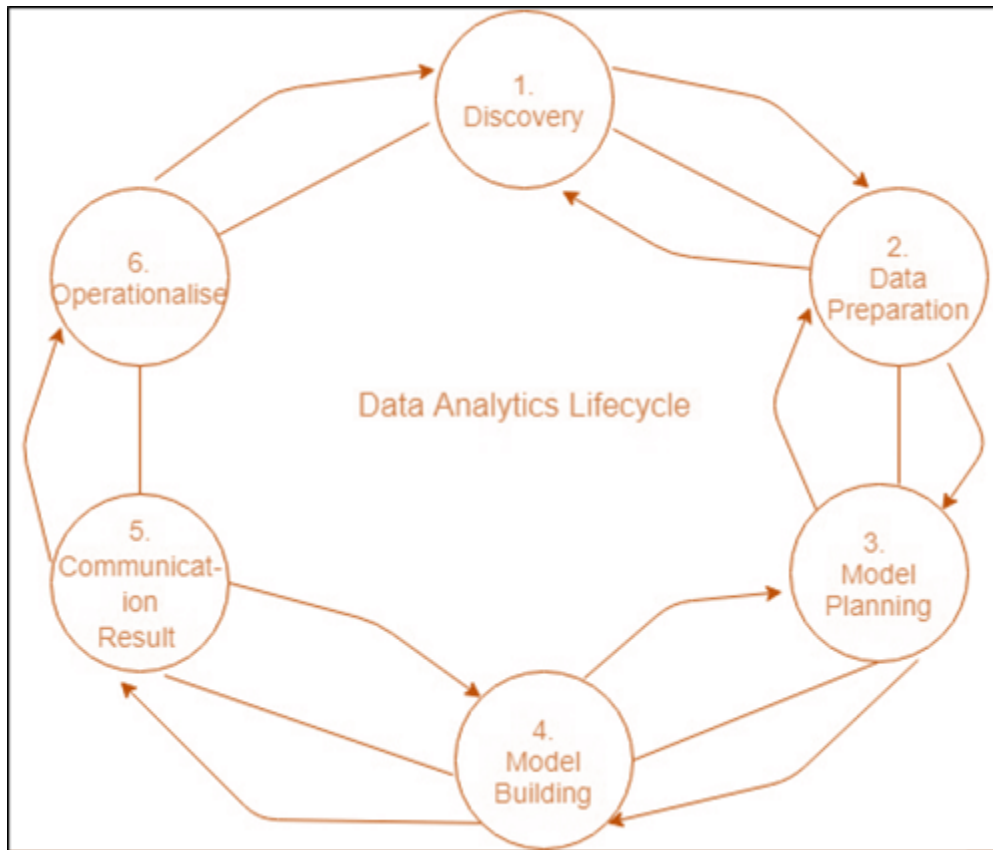 1.
Discovery
2.
Data
Preparation
3.
Model
Planning
4.
Model
Building
5.
Communicat-
ion
Result
6.
Operationalise
Data Analytics Lifecycle